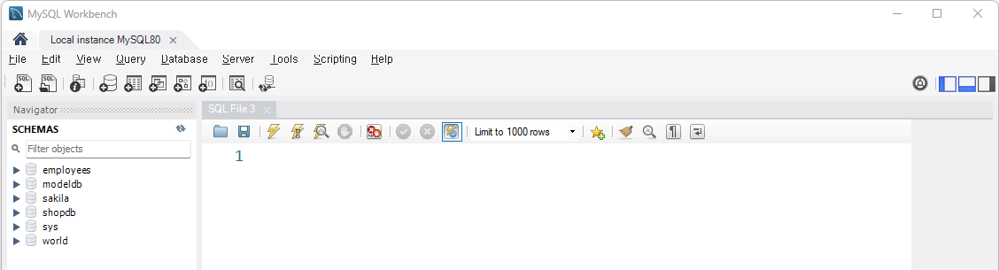 MySQL Workbench
Local instance MySQL80
File Edit View Query Database Server Tools Scripting Help
Navigator
SQL File 3
SCHEMAS
Filter objects
Limit to 1000 rows
1
employees
modeldb
sakila
shopdb
sys
world